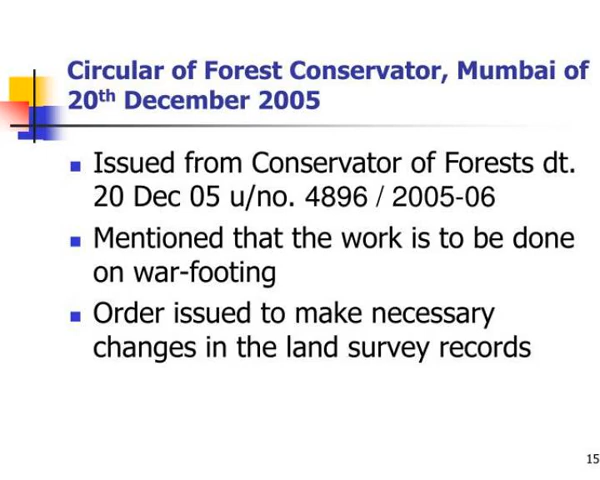 Circular of Forest Conservator, Mumbai of
20th December 2005
■ Issued from Conservator of Forests dt.
20 Dec 05 u/no. 4896 / 2005-06
■ Mentioned that the work is to be done
on war-footing
■ Order issued to make necessary
changes in the land survey records
15